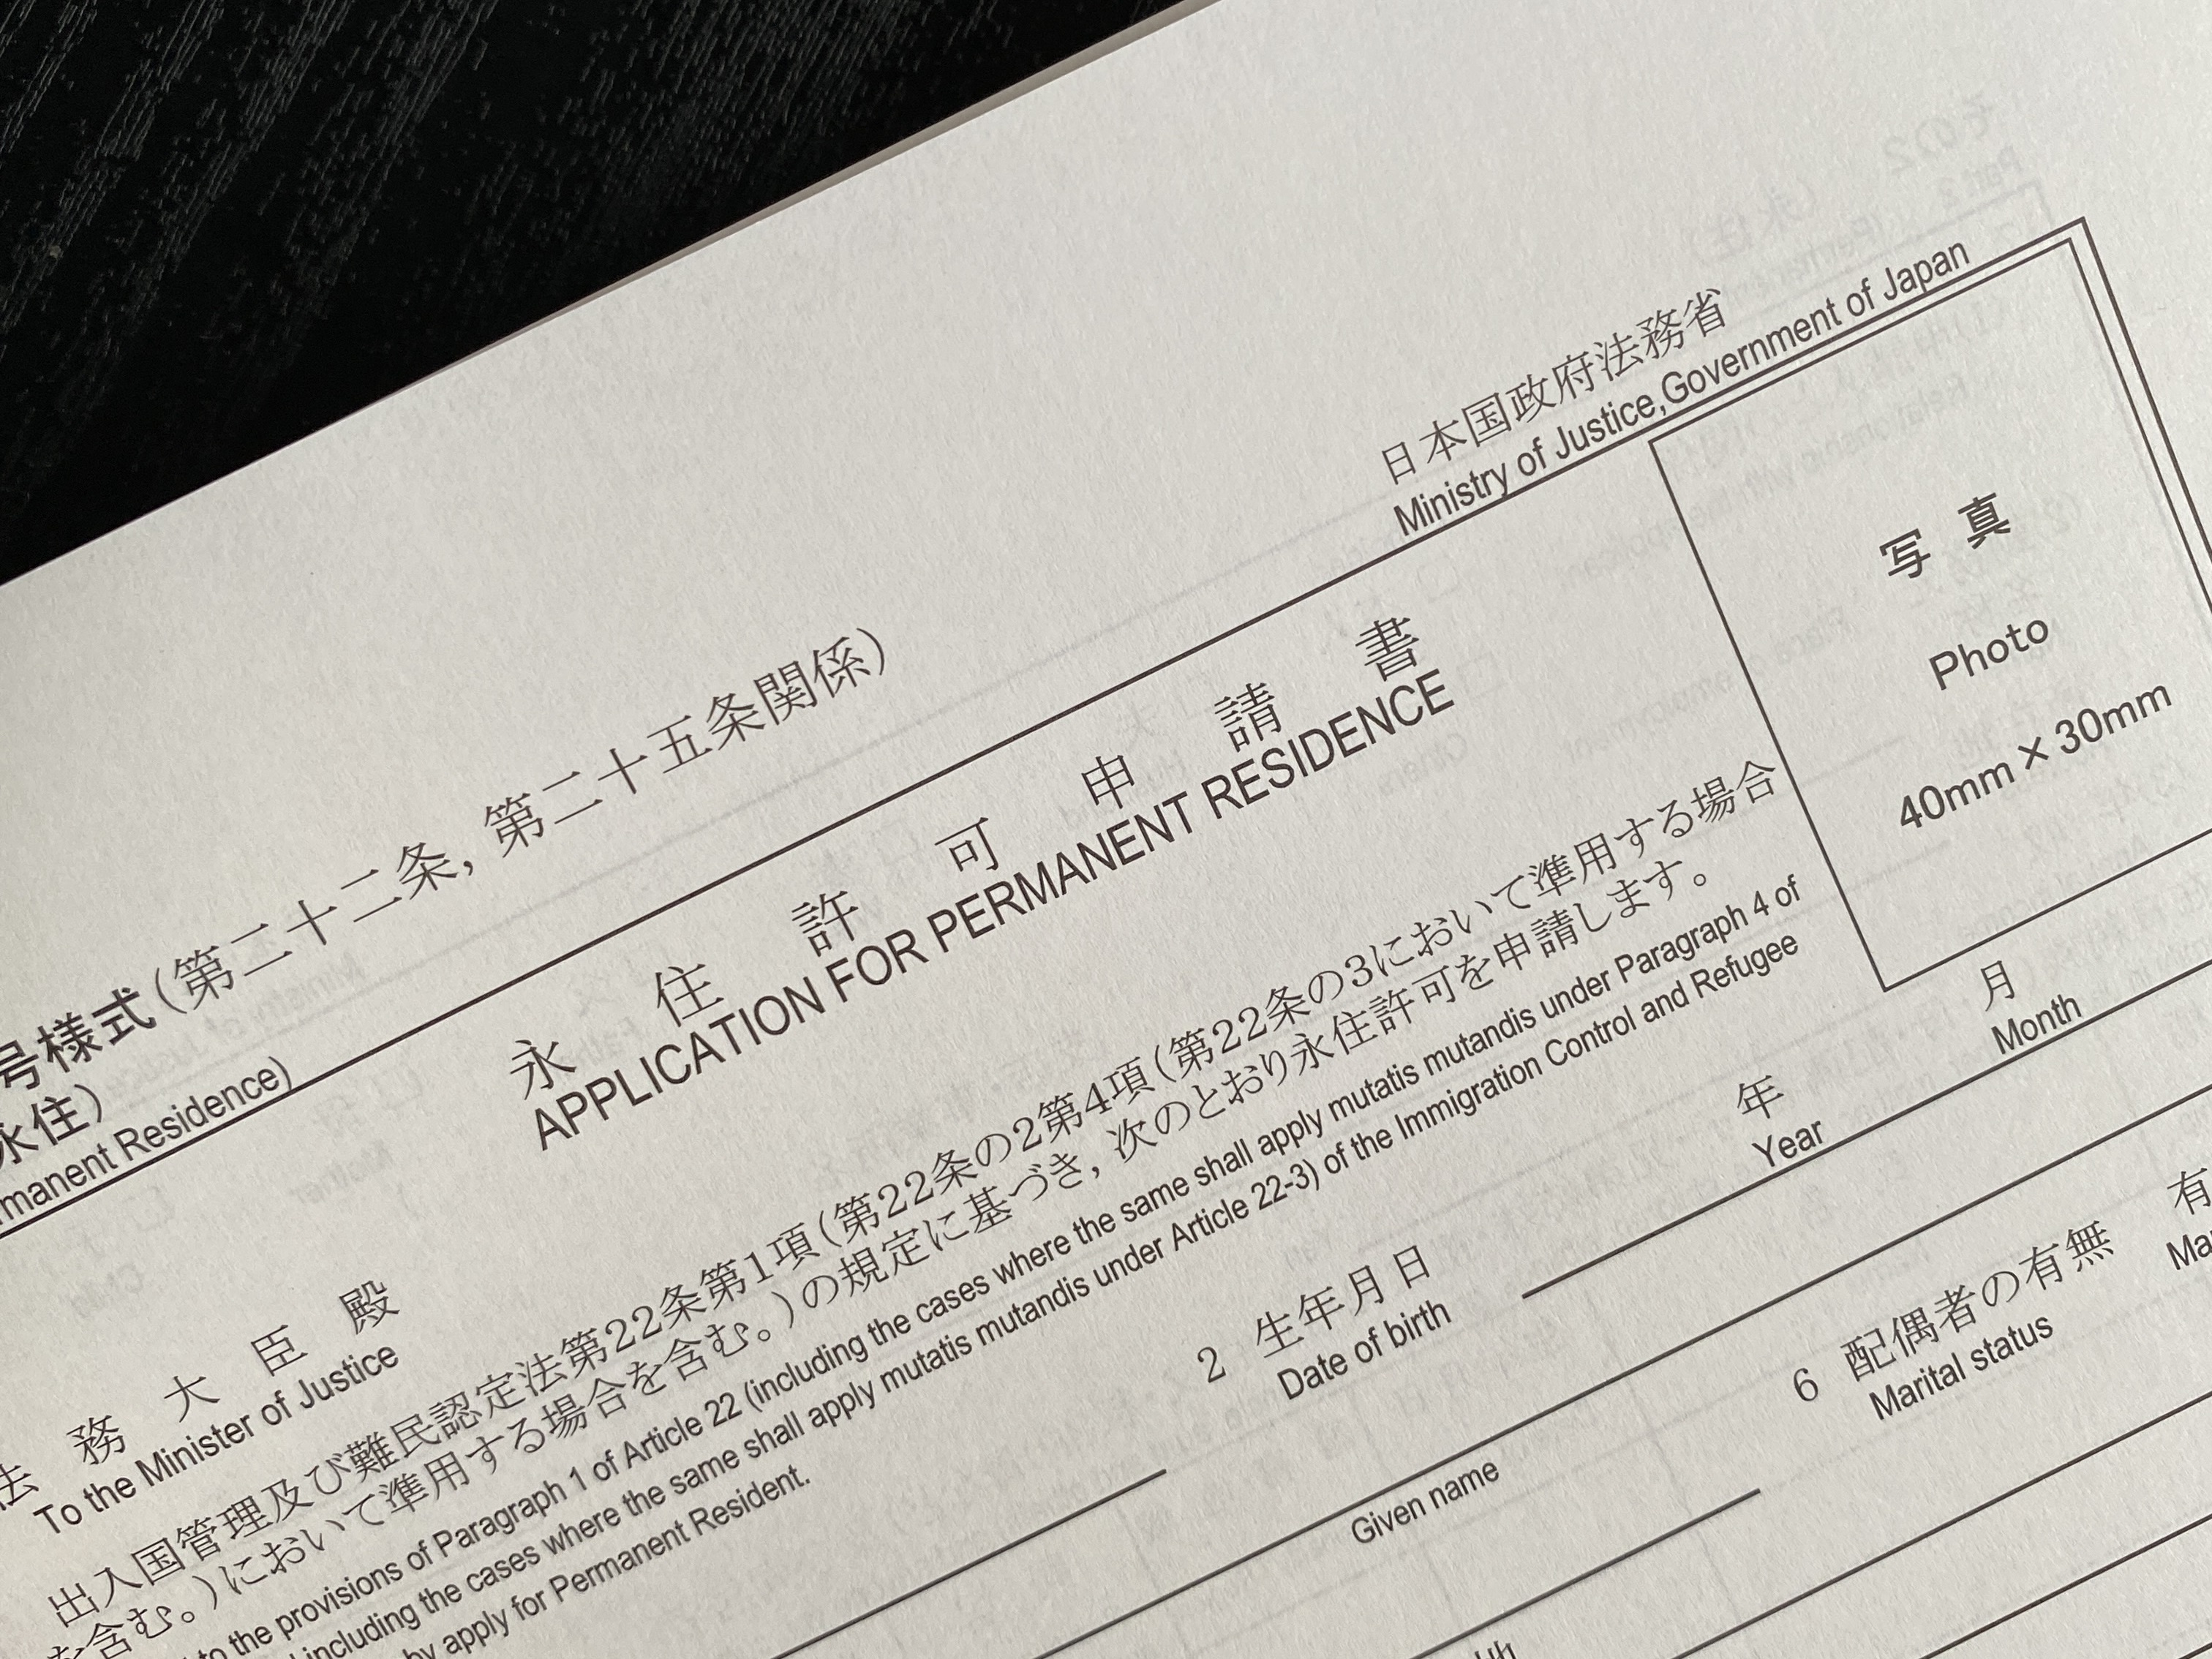 号様式（第二十二条，第二十五条関係）
永住）
manent Residence)
日本国政府法務省
Ministry of Justice,Government of Japan
永住許可申請書
APPLICATION FOR PERMANENT RESIDENCE
写真
Photo
40mm×30mm
法務大臣殿
To the Minister of Justice
出入国管理及び難民認定法第22条第1項（第22条の2第4項（第22条の3において準用する場合
を含む。）において準用する場合を含む。）の規定に基づき，次のとおり永住許可を申請します。
to the provisions of Paragraph 1 of Article 22 (including the cases where the same shall apply mutatis mutandis under Paragraph 4 of
including the cases where the same shall apply mutatis mutandis under Article 22-3) of the Immigration Control and Refugee
by apply for Permanent Resident.
2 生年月日 年 月
Date of birth Year Month
Given name
6 配偶者の有無 有
Marital status